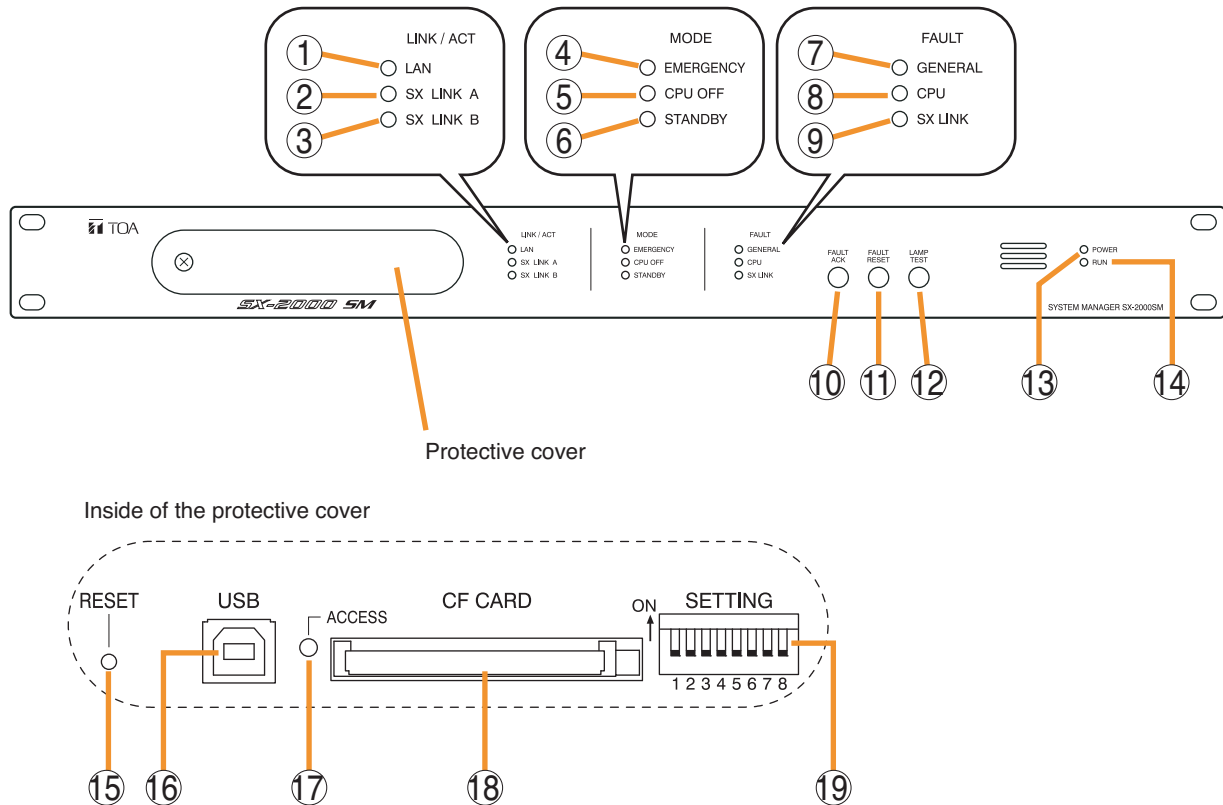 LINK / ACT
① LAN
② SX LINK A
③ SX LINK B
MODE
④ EMERGENCY
⑤ CPU OFF
⑥ STANDBY
FAULT
⑦ GENERAL
⑧ CPU
⑨ SX LINK
TOA
SX-2000 SM
LINK / ACT
LAN
SX LINK A
SX LINK B
MODE
EMERGENCY
CPU OFF
STANDBY
FAULT
GENERAL
CPU
SX LINK
FAULT ACK
FAULT RESET
LAMP TEST
POWER
RUN
SYSTEM MANAGER SX-2000SM
⑩ ⑪ ⑫ ⑬ ⑭
Protective cover
Inside of the protective cover
RESET
USB
ACCESS
CF CARD
ON
SETTING
1 2 3 4 5 6 7 8
⑮ ⑯ ⑰ ⑱ ⑲